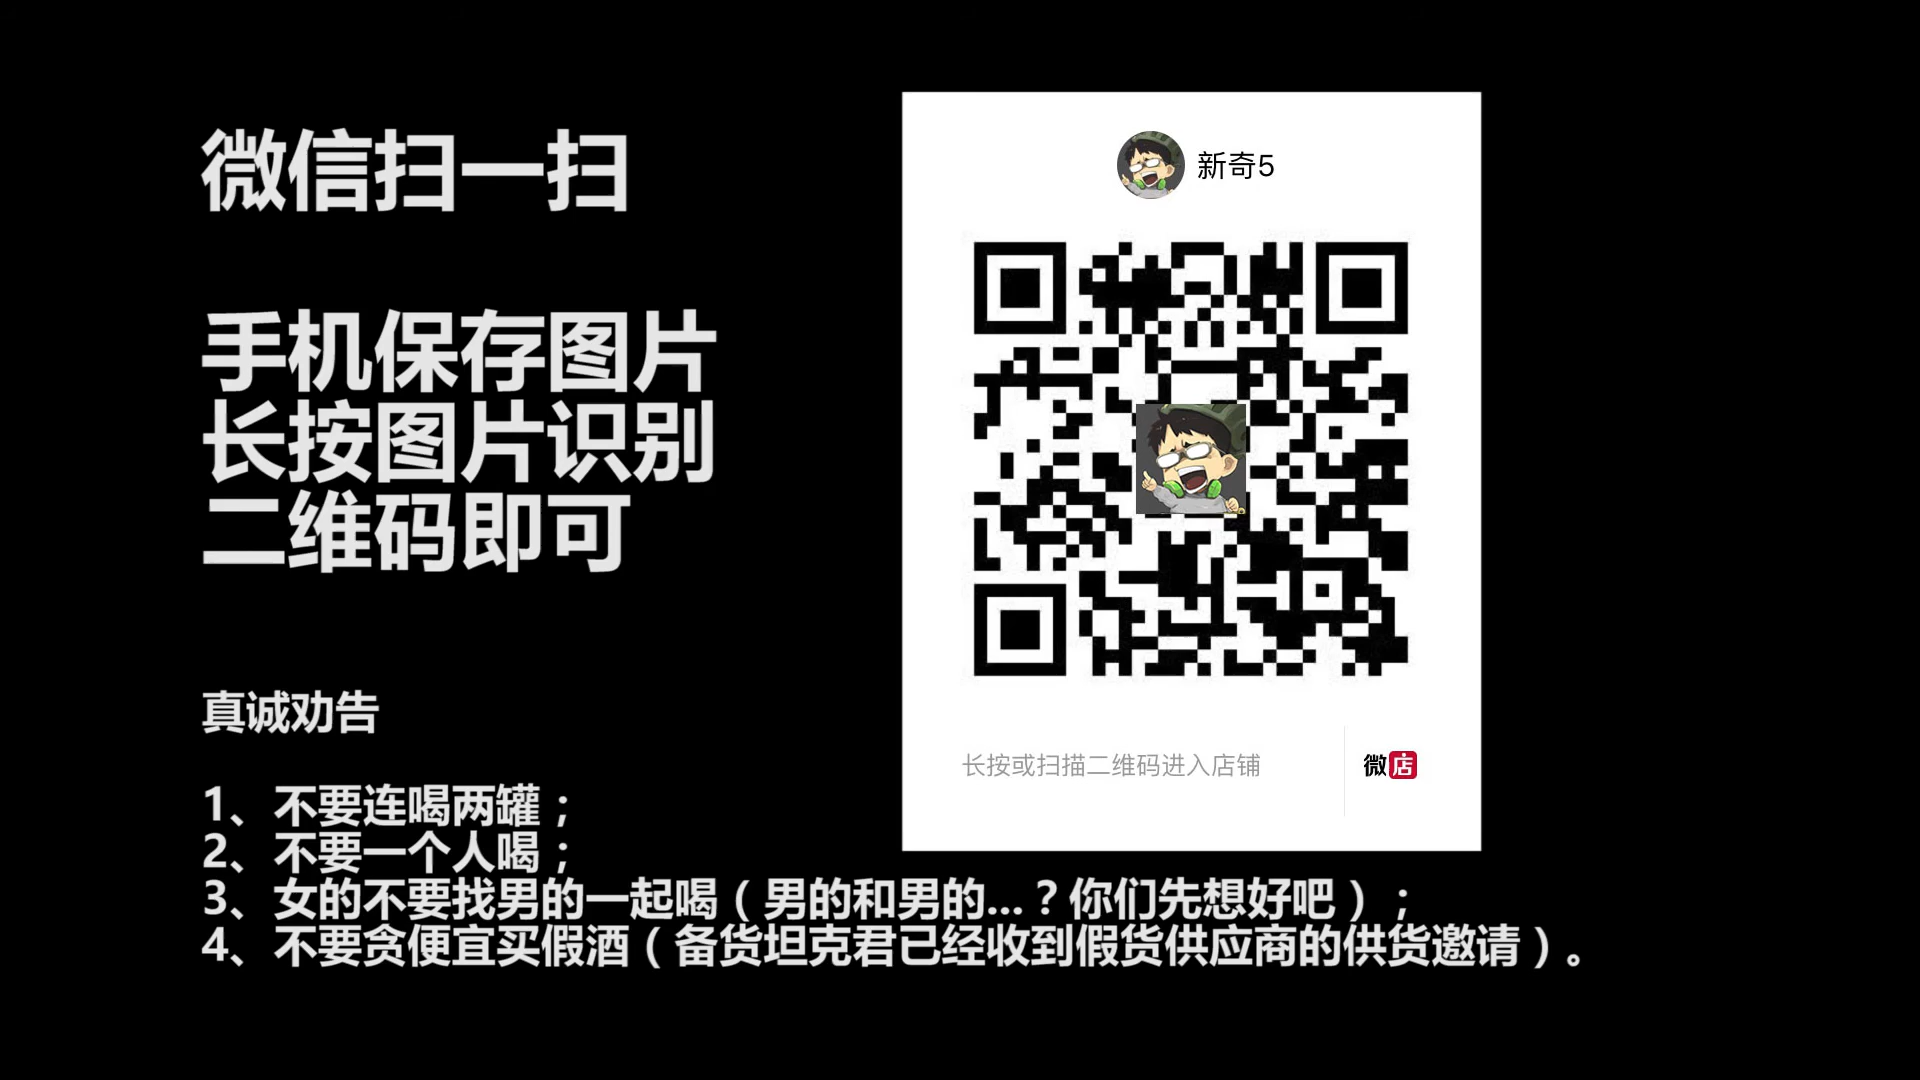 微信扫一扫
手机保存图片
长按图片识别
二维码即可
新奇5
长按或扫描二维码进入店铺
微店
真诚劝告
1、不要连喝两罐；
2、不要一个人喝；
3、女的不要找男的一起喝（男的和男的...？你们先想好吧）；
4、不要贪便宜买假酒（备货坦克君已经收到假货供应商的供货邀请）。